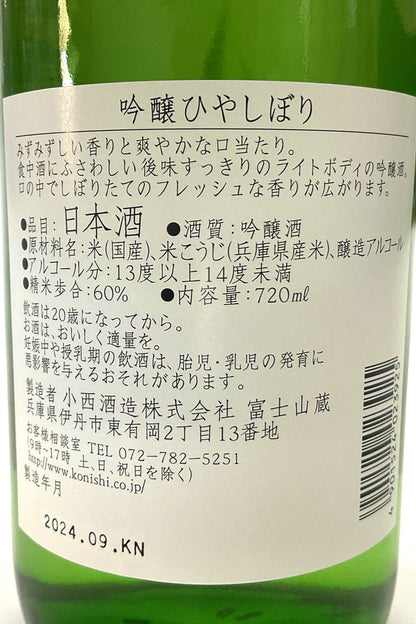 吟醸ひやしぼり
みずみずしい香りと爽やかな口当たり。
食中酒にふさわしい後味すっきりのライトボディの吟醸酒。
口の中でしぼりたてのフレッシュな香りが広がります。
●品目:日本酒 ●酒質:吟醸酒
●原材料名:米(国産)、米こうじ(兵庫県産米)、醸造アルコール
●アルコール分:13度以上14度未満
●精米歩合:60% ●内容量:720㎖
飲酒は20歳になってから。
お酒は、おいしく適量を。
妊娠中や授乳期の飲酒は、胎児・乳児の発育に
悪影響を与えるおそれがあります。
製造者 小西酒造株式会社 富士山蔵
兵庫県伊丹市東有岡2丁目13番地
お客様相談室 TEL 072-782-5251
(9時~17時 土、日、祝日を除く)
http://www.konishi.co.jp/
製造年月
2024.09.KN
4 901524 023325